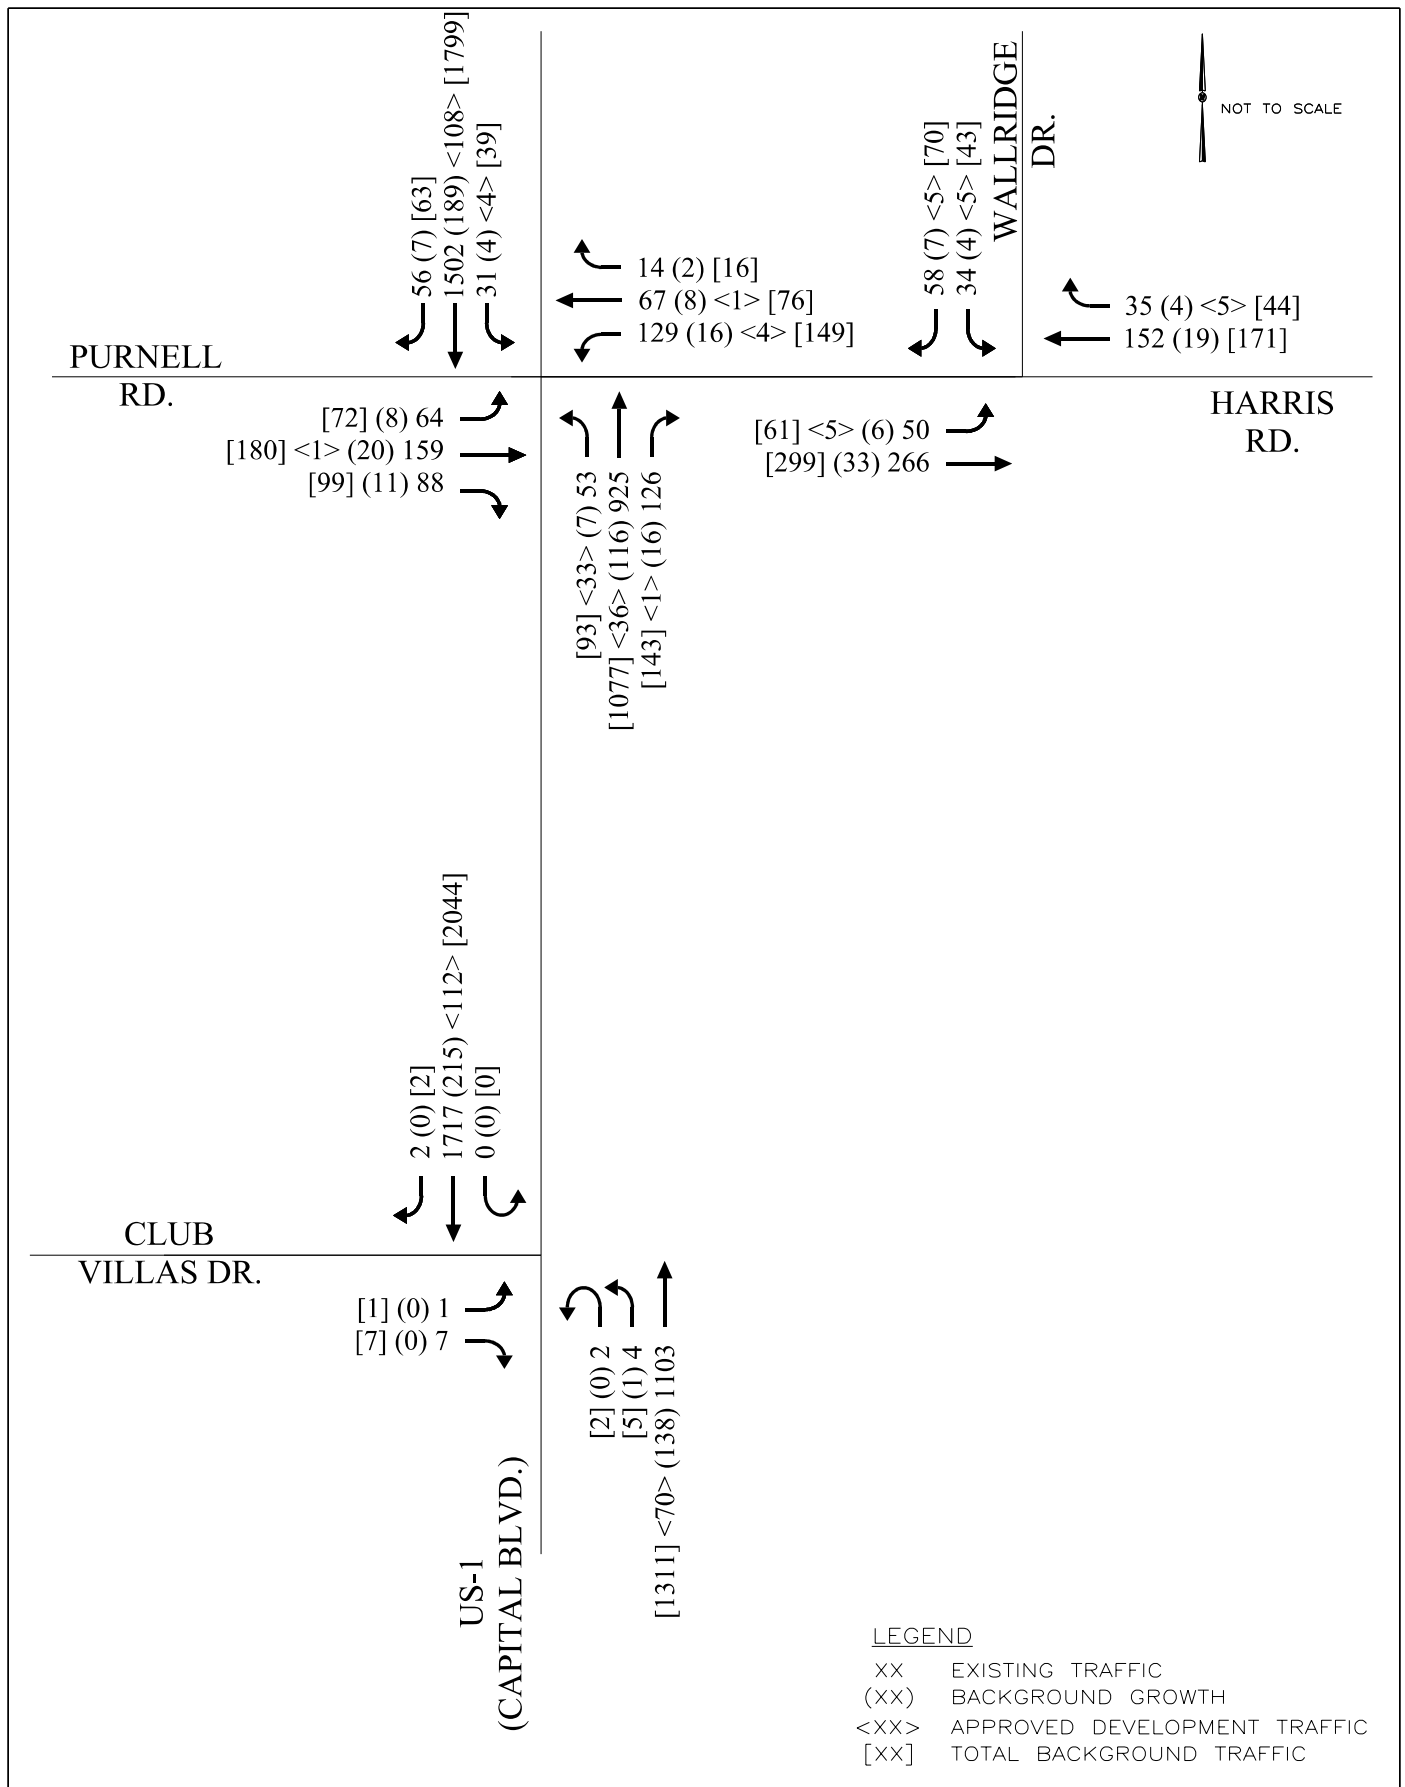 56 (7) [63]
1502 (189) <108> [1799]
31 (4) <4> [39]
58 (7) <5> [70]
34 (4) <5> [43]
WALLRIDGE
DR.
NOT TO SCALE
14 (2) [16]
67 (8) <1> [76]
129 (16) <4> [149]
35 (4) <5> [44]
152 (19) [171]
PURNELL
RD.
HARRIS
RD.
[72] (8) 64
[180] <1> (20) 159
[99] (11) 88
[93] <33> (7) 53
[1077] <36> (116) 925
[143] <1> (16) 126
[61] <5> (6) 50
[299] (33) 266
2 (0) [2]
1717 (215) <112> [2044]
0 (0) [0]
CLUB
VILLAS DR.
[1] (0) 1
[7] (0) 7
[2] (0) 2
[5] (1) 4
[1311] <70> (138) 1103
US-1
(CAPITAL BLVD.)
LEGEND
XX EXISTING TRAFFIC
(XX) BACKGROUND GROWTH
<XX> APPROVED DEVELOPMENT TRAFFIC
[XX] TOTAL BACKGROUND TRAFFIC